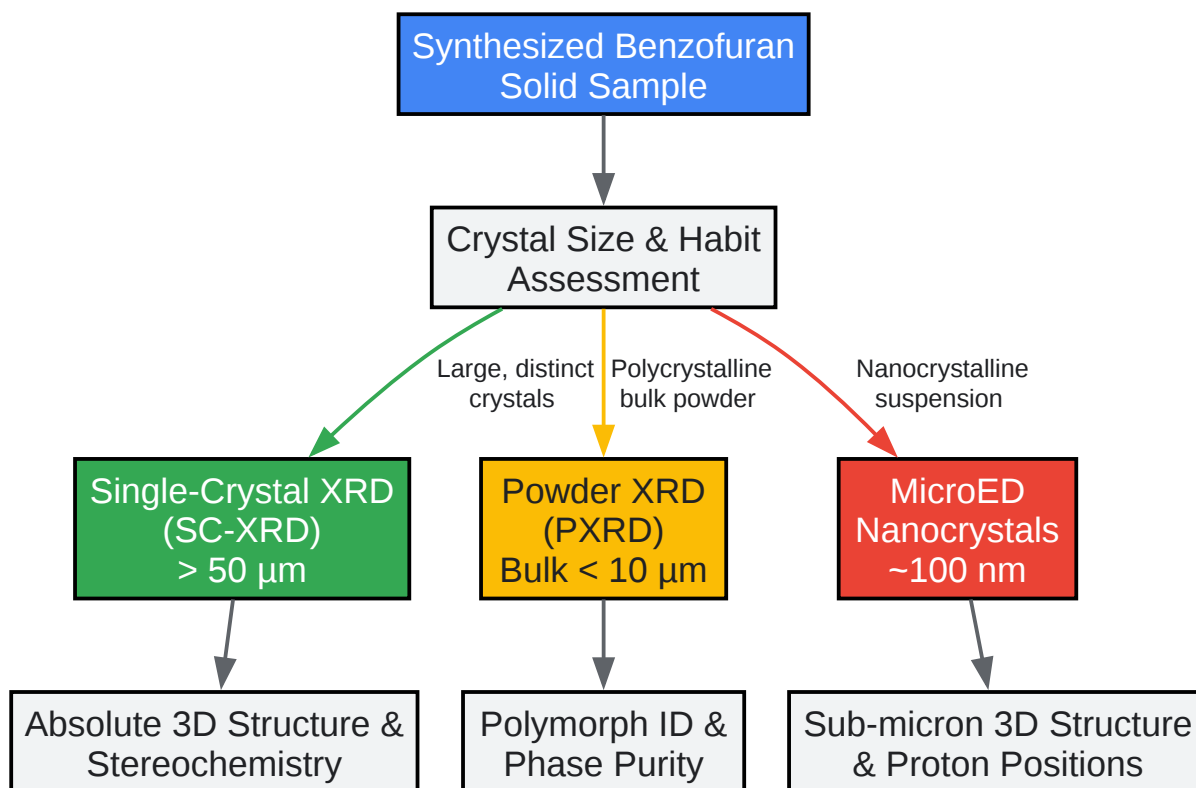 Synthesized Benzofuran
Solid Sample
Crystal Size & Habit
Assessment
Large, distinct
crystals
Polycrystalline
bulk powder
Nanocrystalline
suspension
Single-Crystal XRD
(SC-XRD)
> 50 µm
Powder XRD
(PXRD)
Bulk < 10 µm
MicroED
Nanocrystals
~100 nm
Absolute 3D Structure &
Stereochemistry
Polymorph ID &
Phase Purity
Sub-micron 3D Structure
& Proton Positions